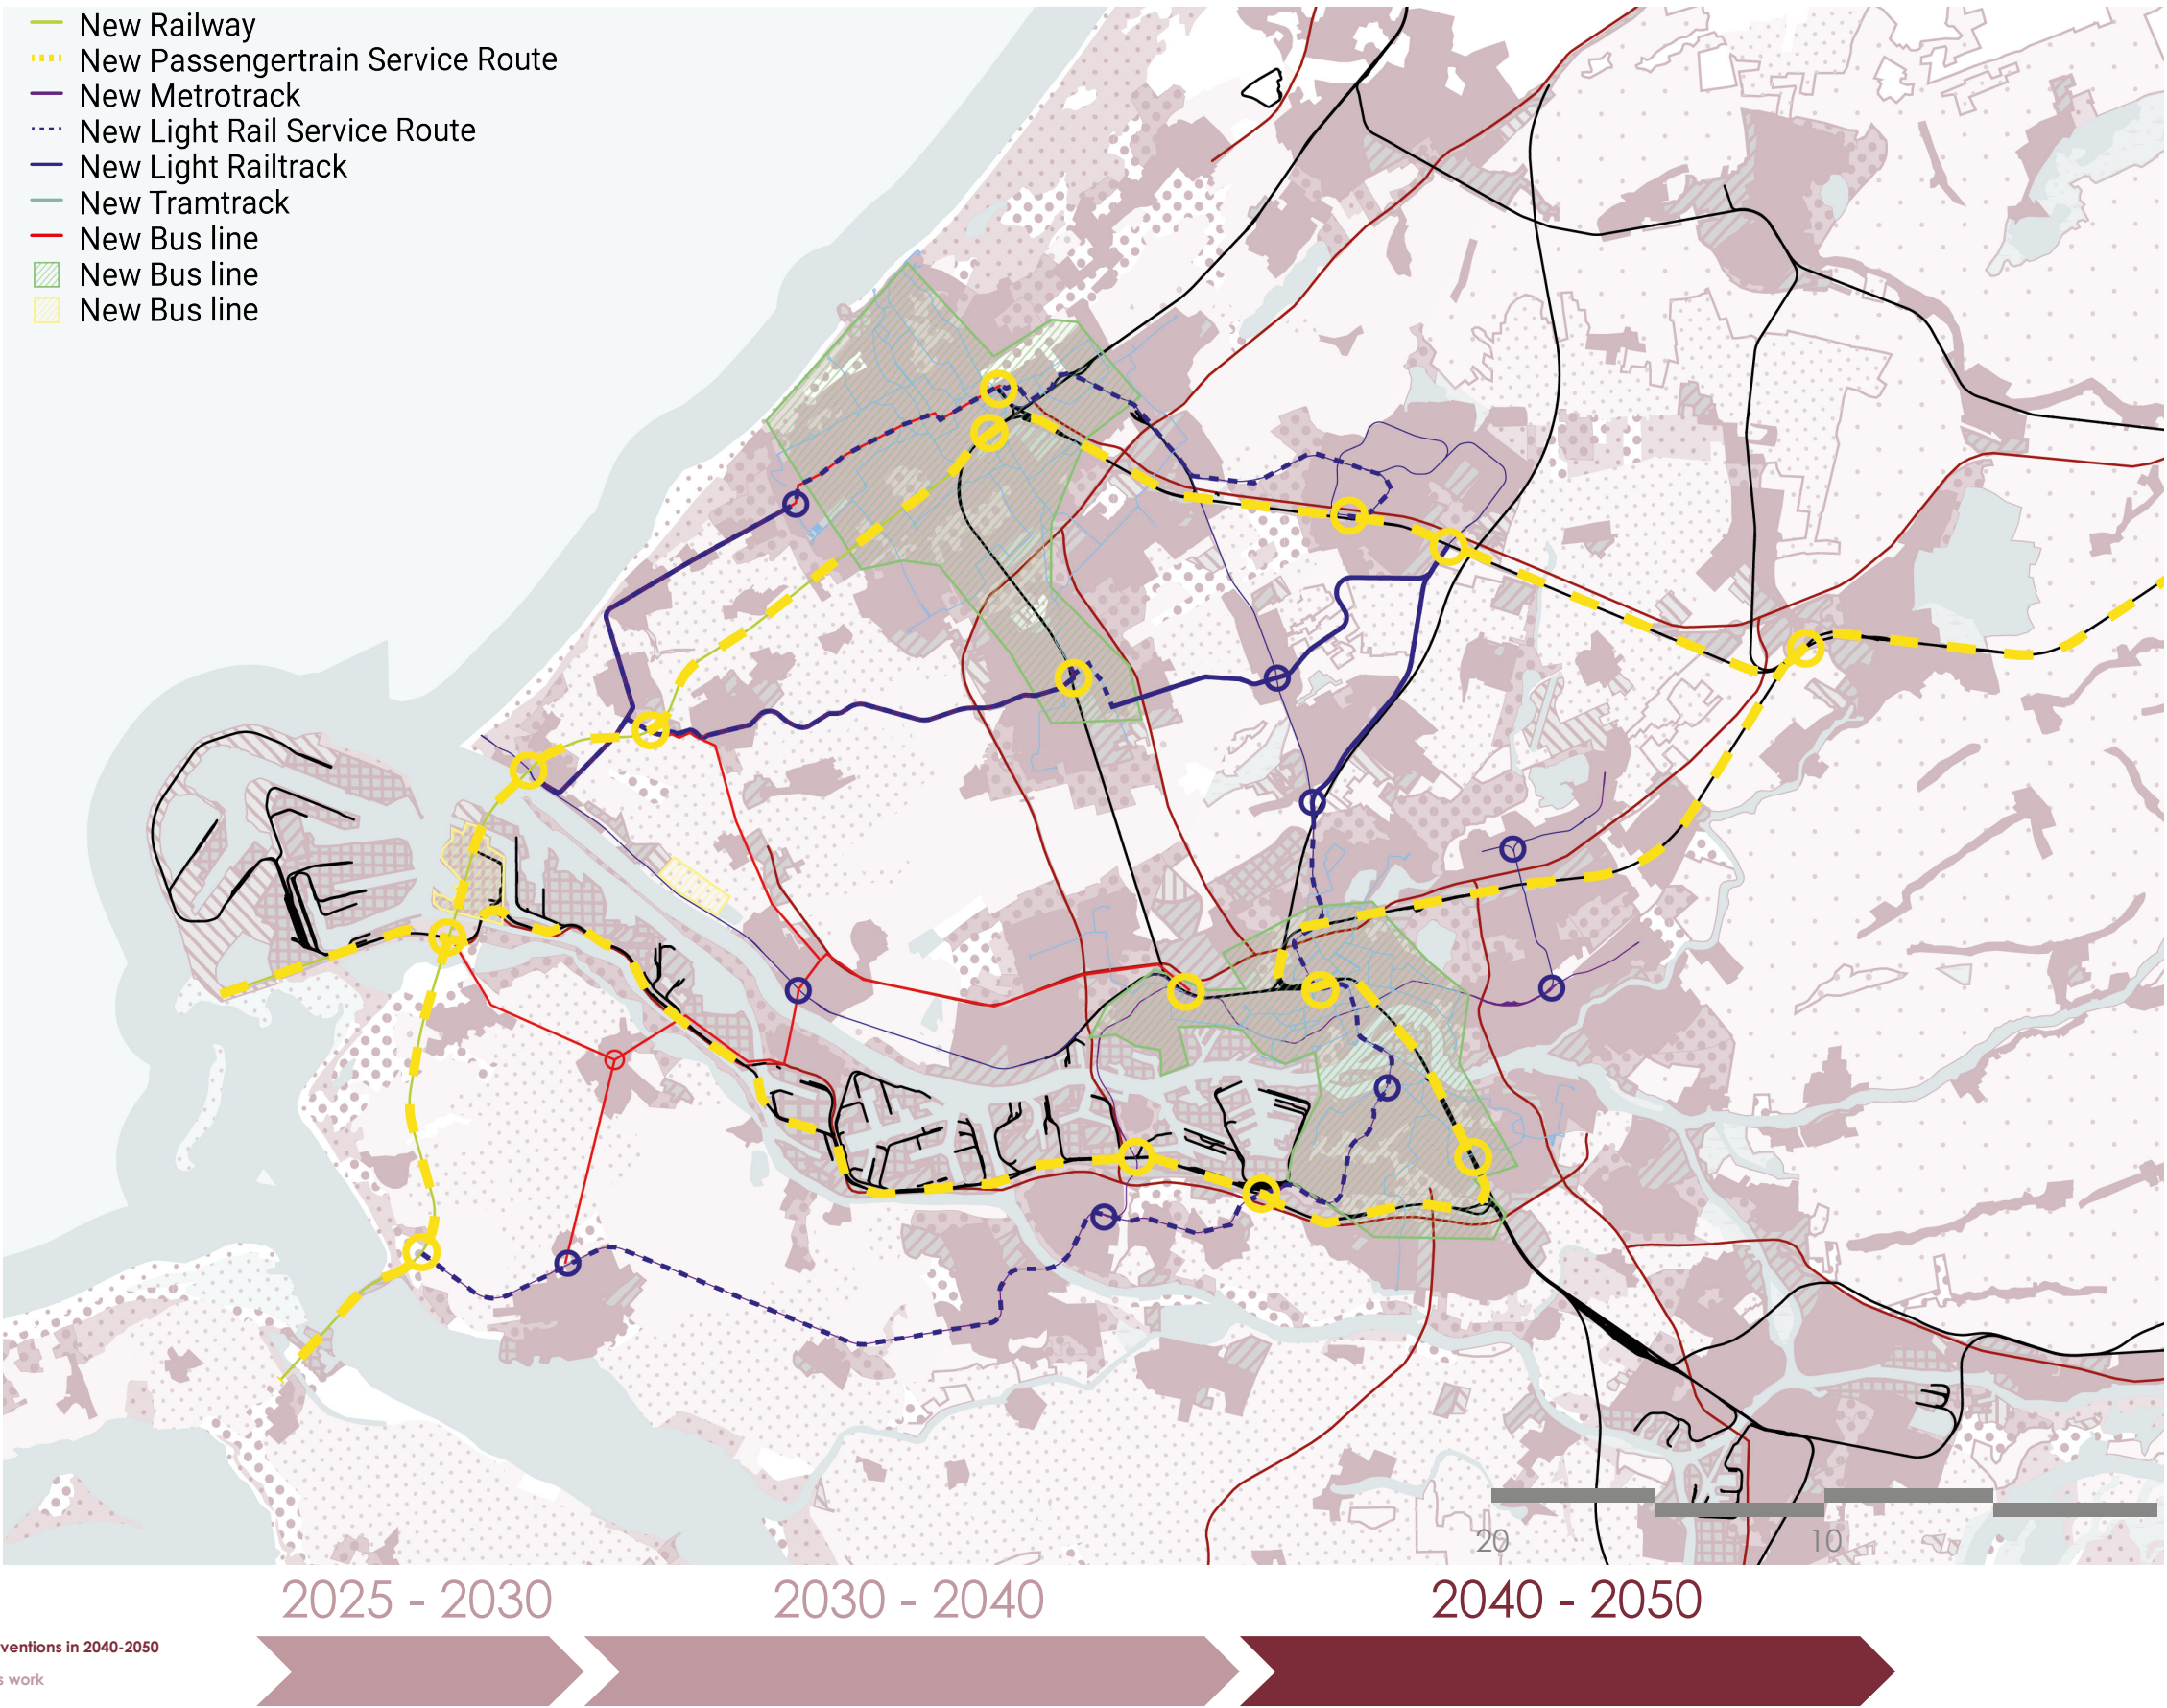 New Railway
New Passengertrain Service Route
New Metrotrack
New Light Rail Service Route
New Light Railtrack
New Tramtrack
New Bus line
New Bus line
New Bus line
20 10
2025 - 2030 2030 - 2040 2040 - 2050
ventions in 2040-2050
s work